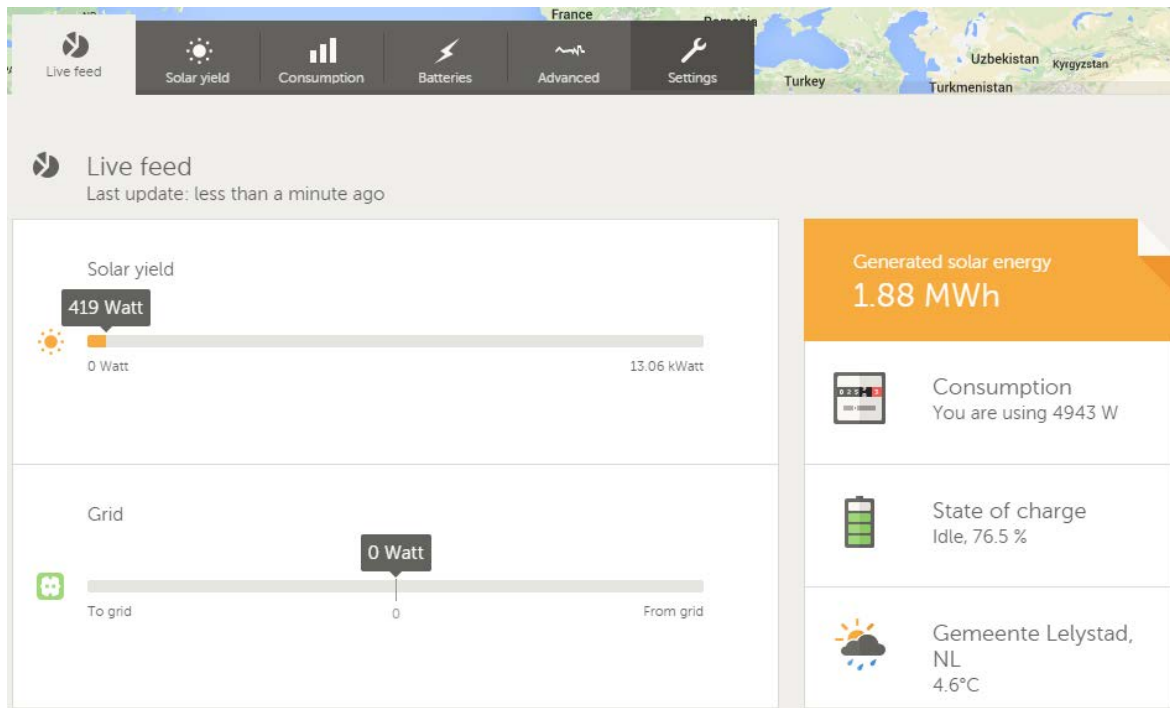 France
Romania
Uzbekistan
Kyrgyzstan
Turkey
Turkmenistan
Live feed
Solar yield
Consumption
Batteries
Advanced
Settings
Live feed
Last update: less than a minute ago
Solar yield
419 Watt
0 Watt
13.06 kWatt
Grid
0 Watt
To grid
0
From grid
Generated solar energy
1.88 MWh
Consumption
You are using 4943 W
State of charge
Idle, 76.5 %
Gemeente Lelystad,
NL
4.6°C